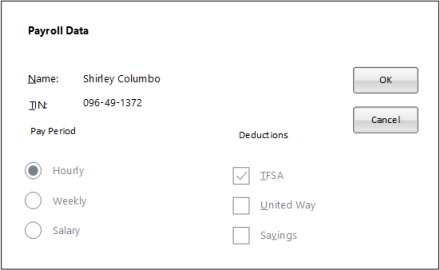 Payroll Data
Name: Shirley Columbo
OK
TIN: 096-49-1372
Cancel
Pay Period
Deductions
Hourly
TFSA
Weekly
United Way
Salary
Savings